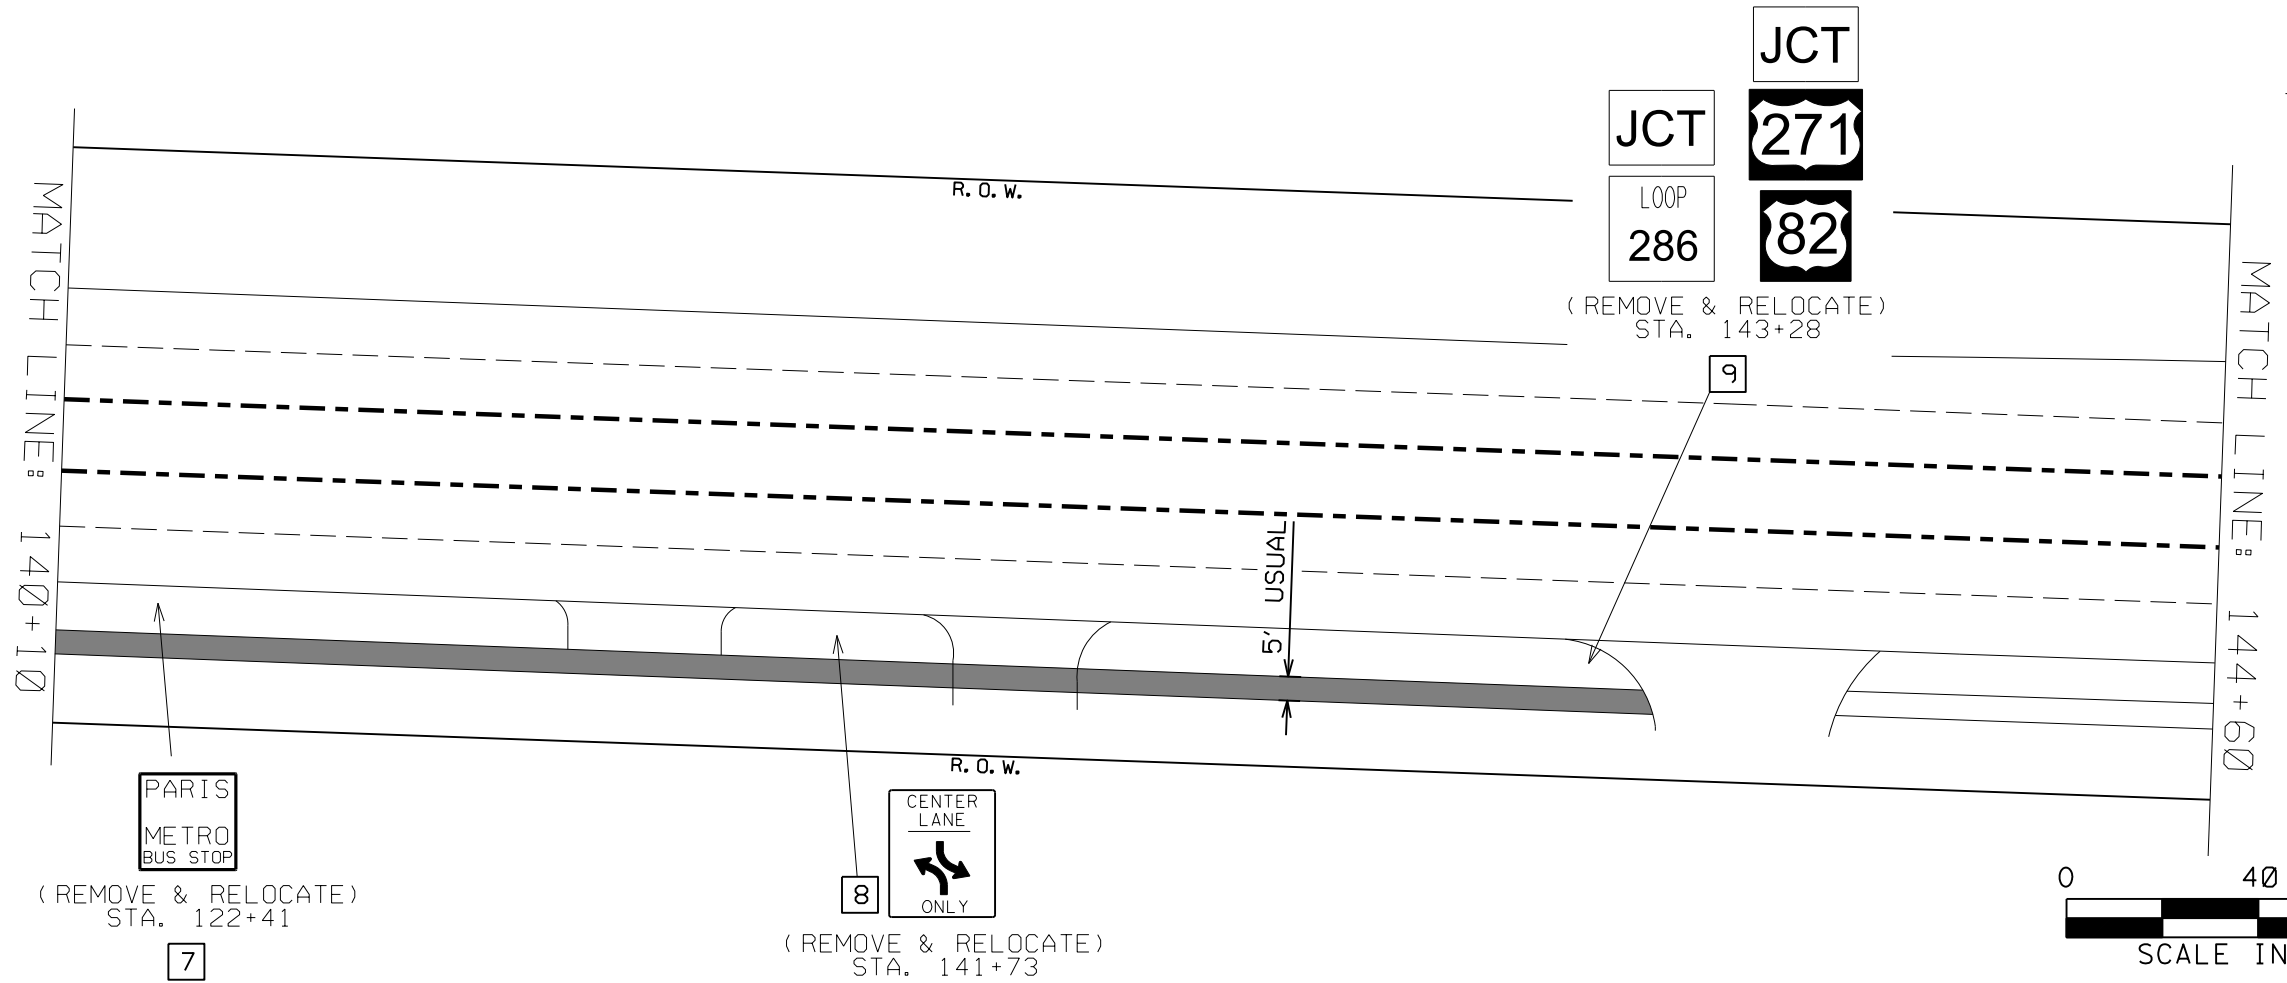 JCT
271
82
JCT
LOOP
286
(REMOVE & RELOCATE)
STA. 143+28
9
R.O.W.
MATCH LINE: 140+10
MATCH LINE: 144+60
5' USUAL
R.O.W.
PARIS
METRO
BUS STOP
(REMOVE & RELOCATE)
STA. 122+41
7
8
CENTER
LANE
ONLY
(REMOVE & RELOCATE)
STA. 141+73
0 40
SCALE IN